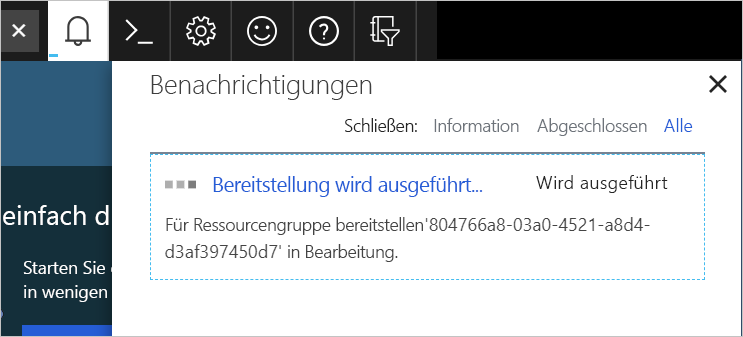 Benachrichtigungen
Schließen: Information Abgeschlossen Alle
Bereitstellung wird ausgeführt... Wird ausgeführt
Für Ressourcengruppe bereitstellen'804766a8-03a0-4521-a8d4-
d3af397450d7' in Bearbeitung.
einfach d
Starten Sie
in wenigen